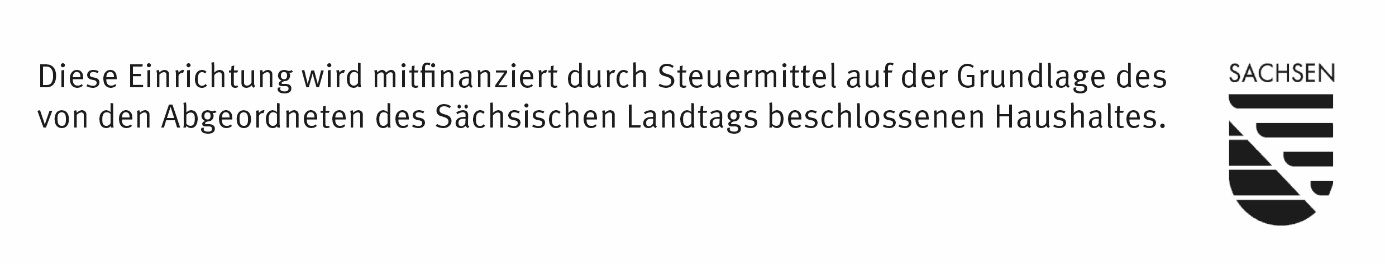 Diese Einrichtung wird mitfinanziert durch Steuermittel auf der Grundlage des
von den Abgeordneten des Sächsischen Landtags beschlossenen Haushaltes.
SACHSEN